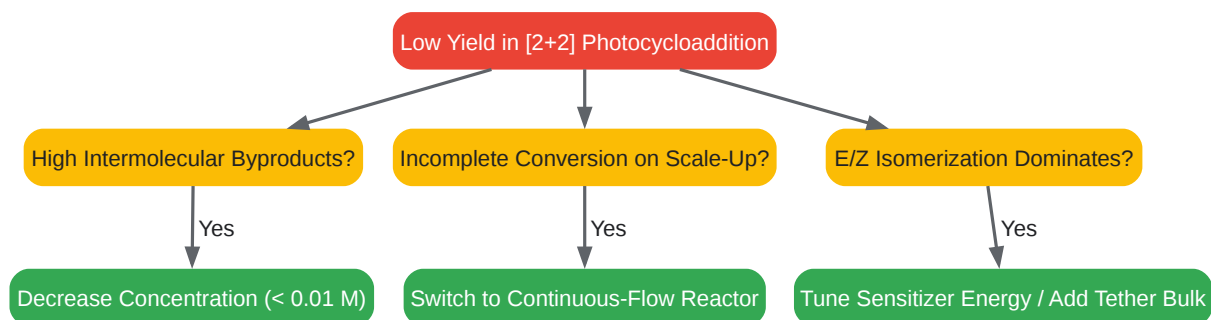 Low Yield in [2+2] Photocycloaddition
High Intermolecular Byproducts?
Incomplete Conversion on Scale-Up?
E/Z Isomerization Dominates?
Yes
Yes
Yes
Decrease Concentration (< 0.01 M)
Switch to Continuous-Flow Reactor
Tune Sensitizer Energy / Add Tether Bulk